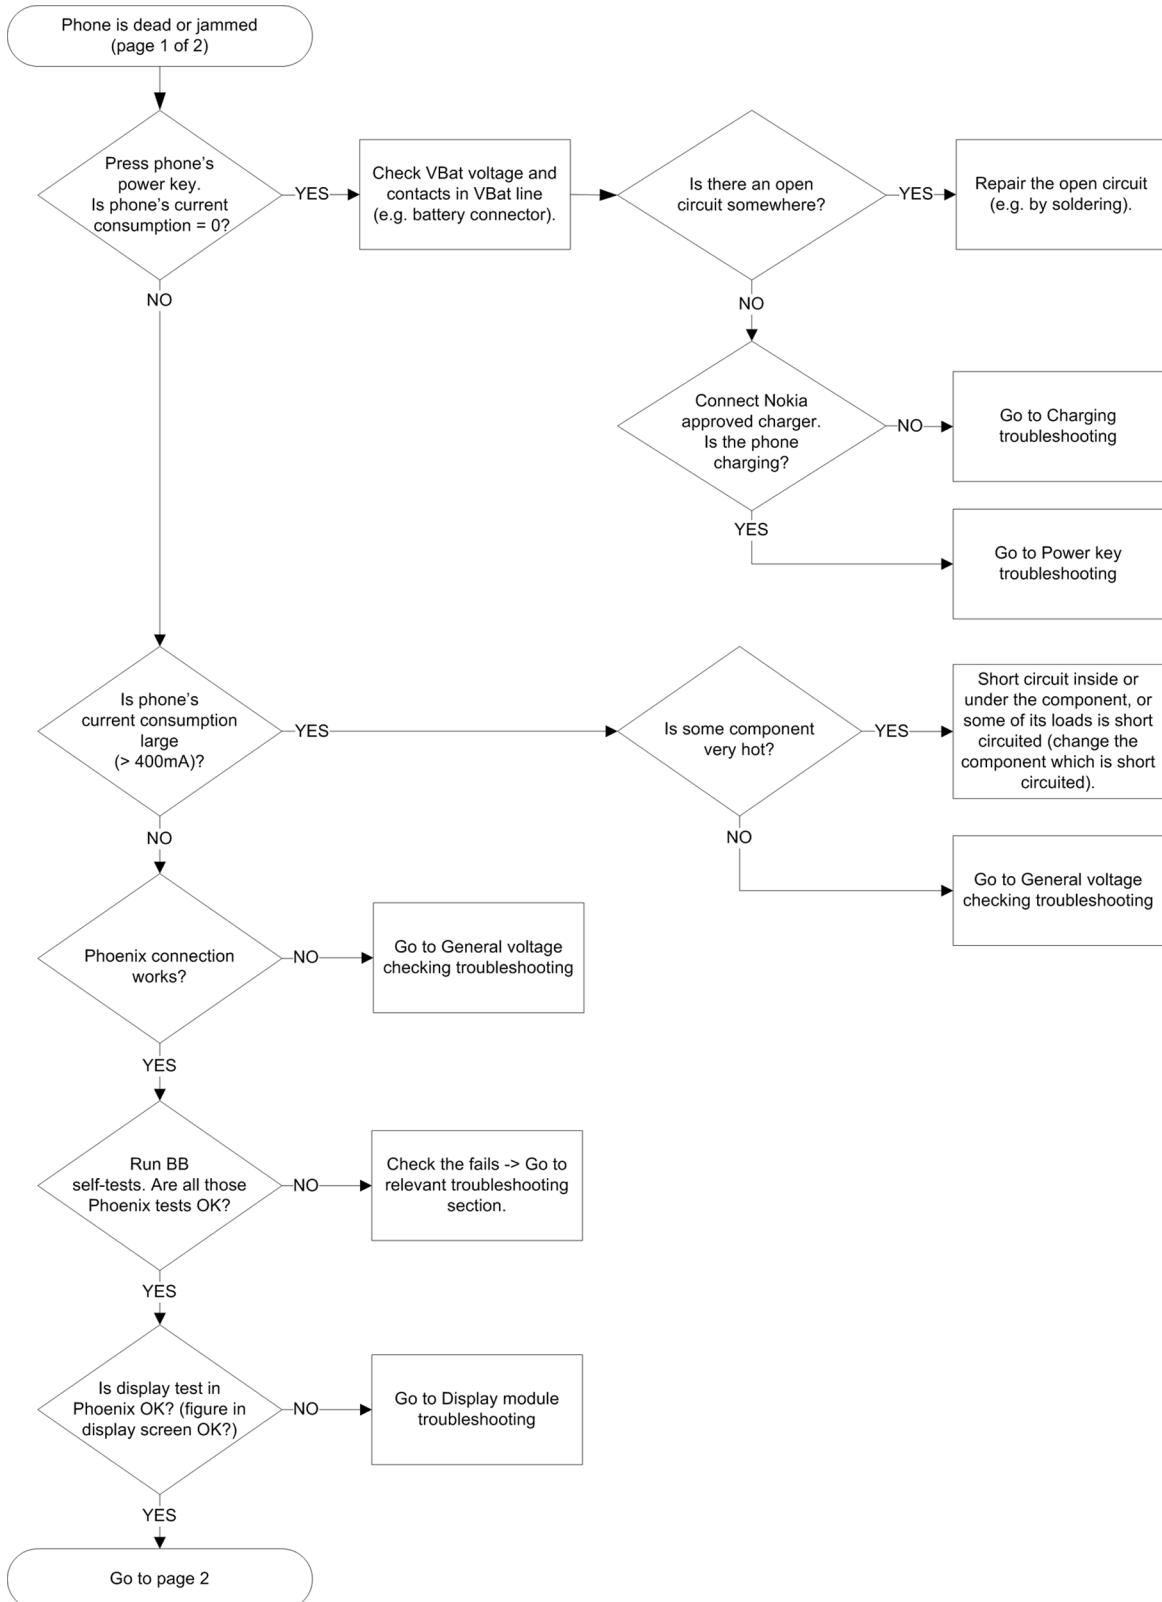 Phone is dead or jammed
(page 1 of 2)
Press phone's
power key.
Is phone's current
consumption = 0?
YES
Check VBat voltage and
contacts in VBat line
(e.g. battery connector).
Is there an open
circuit somewhere?
YES
Repair the open circuit
(e.g. by soldering).
NO
NO
Connect Nokia
approved charger.
Is the phone
charging?
NO
Go to Charging
troubleshooting
YES
Go to Power key
troubleshooting
Is phone's
current consumption
large
(> 400mA)?
YES
Is some component
very hot?
YES
Short circuit inside or
under the component, or
some of its loads is short
circuited (change the
component which is short
circuited).
NO
NO
Go to General voltage
checking troubleshooting
Phoenix connection
works?
NO
Go to General voltage
checking troubleshooting
YES
Run BB
self-tests. Are all those
Phoenix tests OK?
NO
Check the fails -> Go to
relevant troubleshooting
section.
YES
Is display test in
Phoenix OK? (figure in
display screen OK?)
NO
Go to Display module
troubleshooting
YES
Go to page 2